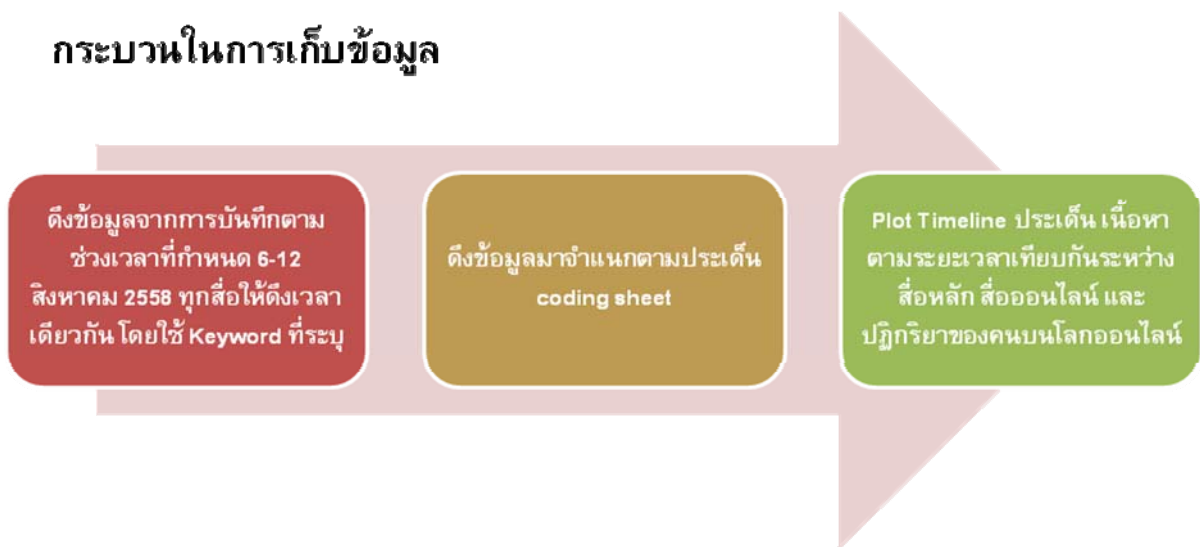 กระบวนในการเก็บข้อมูล
ดึงข้อมูลจากการบันทึกตาม
ช่วงเวลาที่กำหนด 6-12
สิงหาคม 2558 ทุกสื่อให้ดึงเวลา
เดียวกัน โดยใช้ Keyword ที่ระบุ
ดึงข้อมูลมาจำแนกตามประเด็น
coding sheet
Plot Timeline ประเด็น เนื้อหา
ตามระยะเวลาเทียบกันระหว่าง
สื่อหลัก สื่อออนไลน์ และ
ปฏิกริยาของคนบนโลกออนไลน์